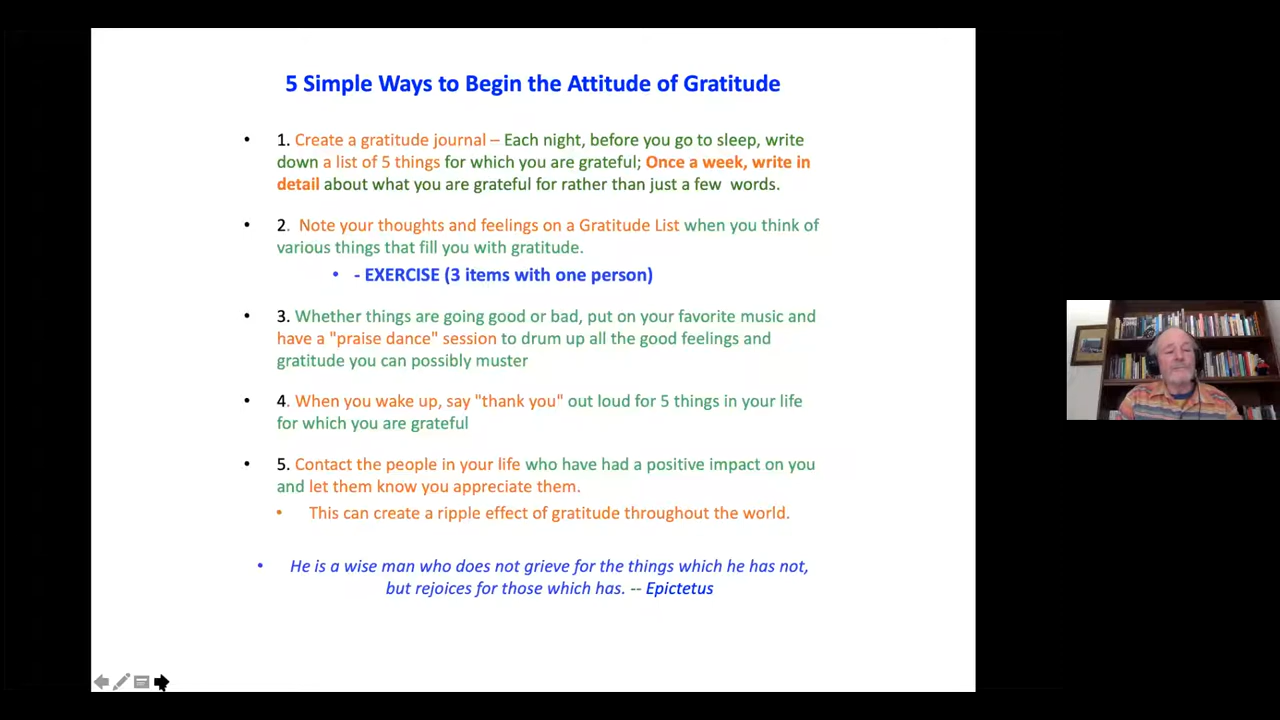 5 Simple Ways to Begin the Attitude of Gratitude
• 1. Create a gratitude journal – Each night, before you go to sleep, write
down a list of 5 things for which you are grateful; Once a week, write in
detail about what you are grateful for rather than just a few words.
• 2. Note your thoughts and feelings on a Gratitude List when you think of
various things that fill you with gratitude.
• - EXERCISE (3 items with one person)
• 3. Whether things are going good or bad, put on your favorite music and
have a "praise dance" session to drum up all the good feelings and
gratitude you can possibly muster
• 4. When you wake up, say "thank you" out loud for 5 things in your life
for which you are grateful
• 5. Contact the people in your life who have had a positive impact on you
and let them know you appreciate them.
• This can create a ripple effect of gratitude throughout the world.
• He is a wise man who does not grieve for the things which he has not,
but rejoices for those which has. -- Epictetus